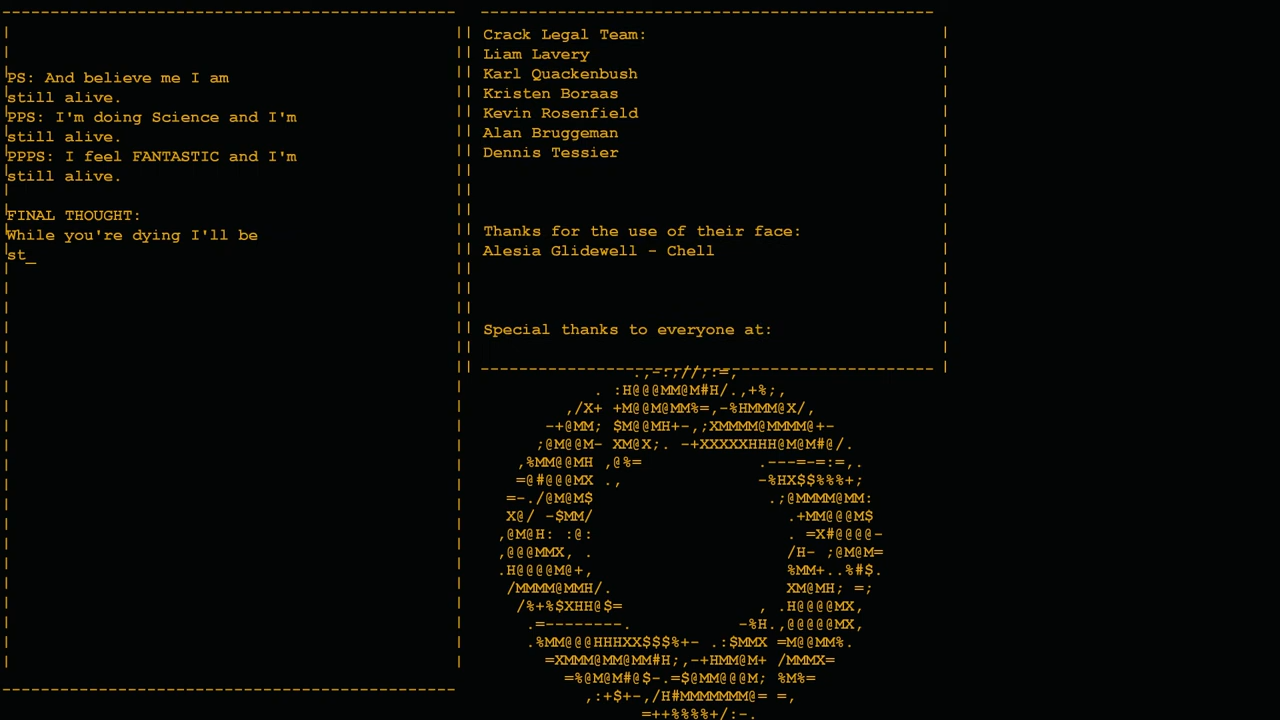 PS: And believe me I am
still alive.
PPS: I'm doing Science and I'm
still alive.
PPPS: I feel FANTASTIC and I'm
still alive.
FINAL THOUGHT:
While you're dying I'll be
st_
Crack Legal Team:
Liam Lavery
Karl Quackenbush
Kristen Boraas
Kevin Rosenfield
Alan Bruggeman
Dennis Tessier
Thanks for the use of their face:
Alesia Glidewell - Chell
Special thanks to everyone at: